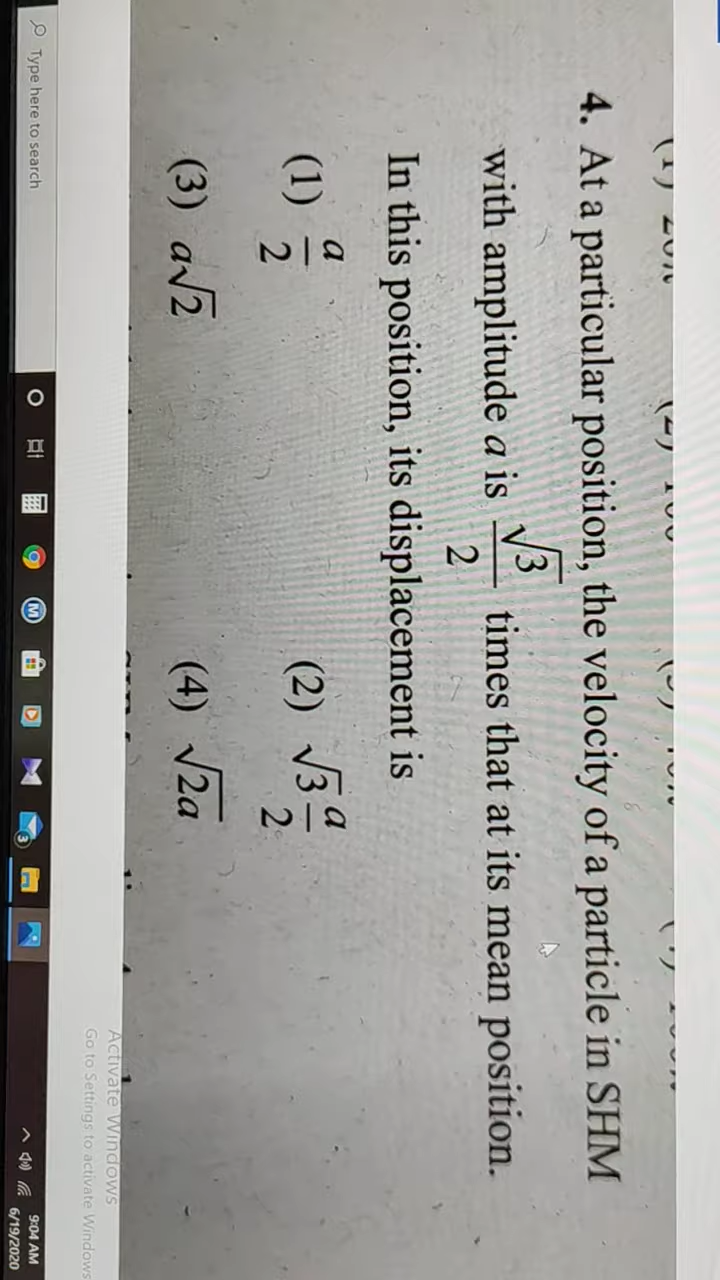 4. At a particular position, the velocity of a particle in SHM
with amplitude a is √3/2 times that at its mean position.
In this position, its displacement is
(1) a/2 (2) √3 a/2
(3) a√2 (4) √2a
Activate Windows
Go to Settings to activate Windows
Type here to search
3
9:04 AM
6/19/2020